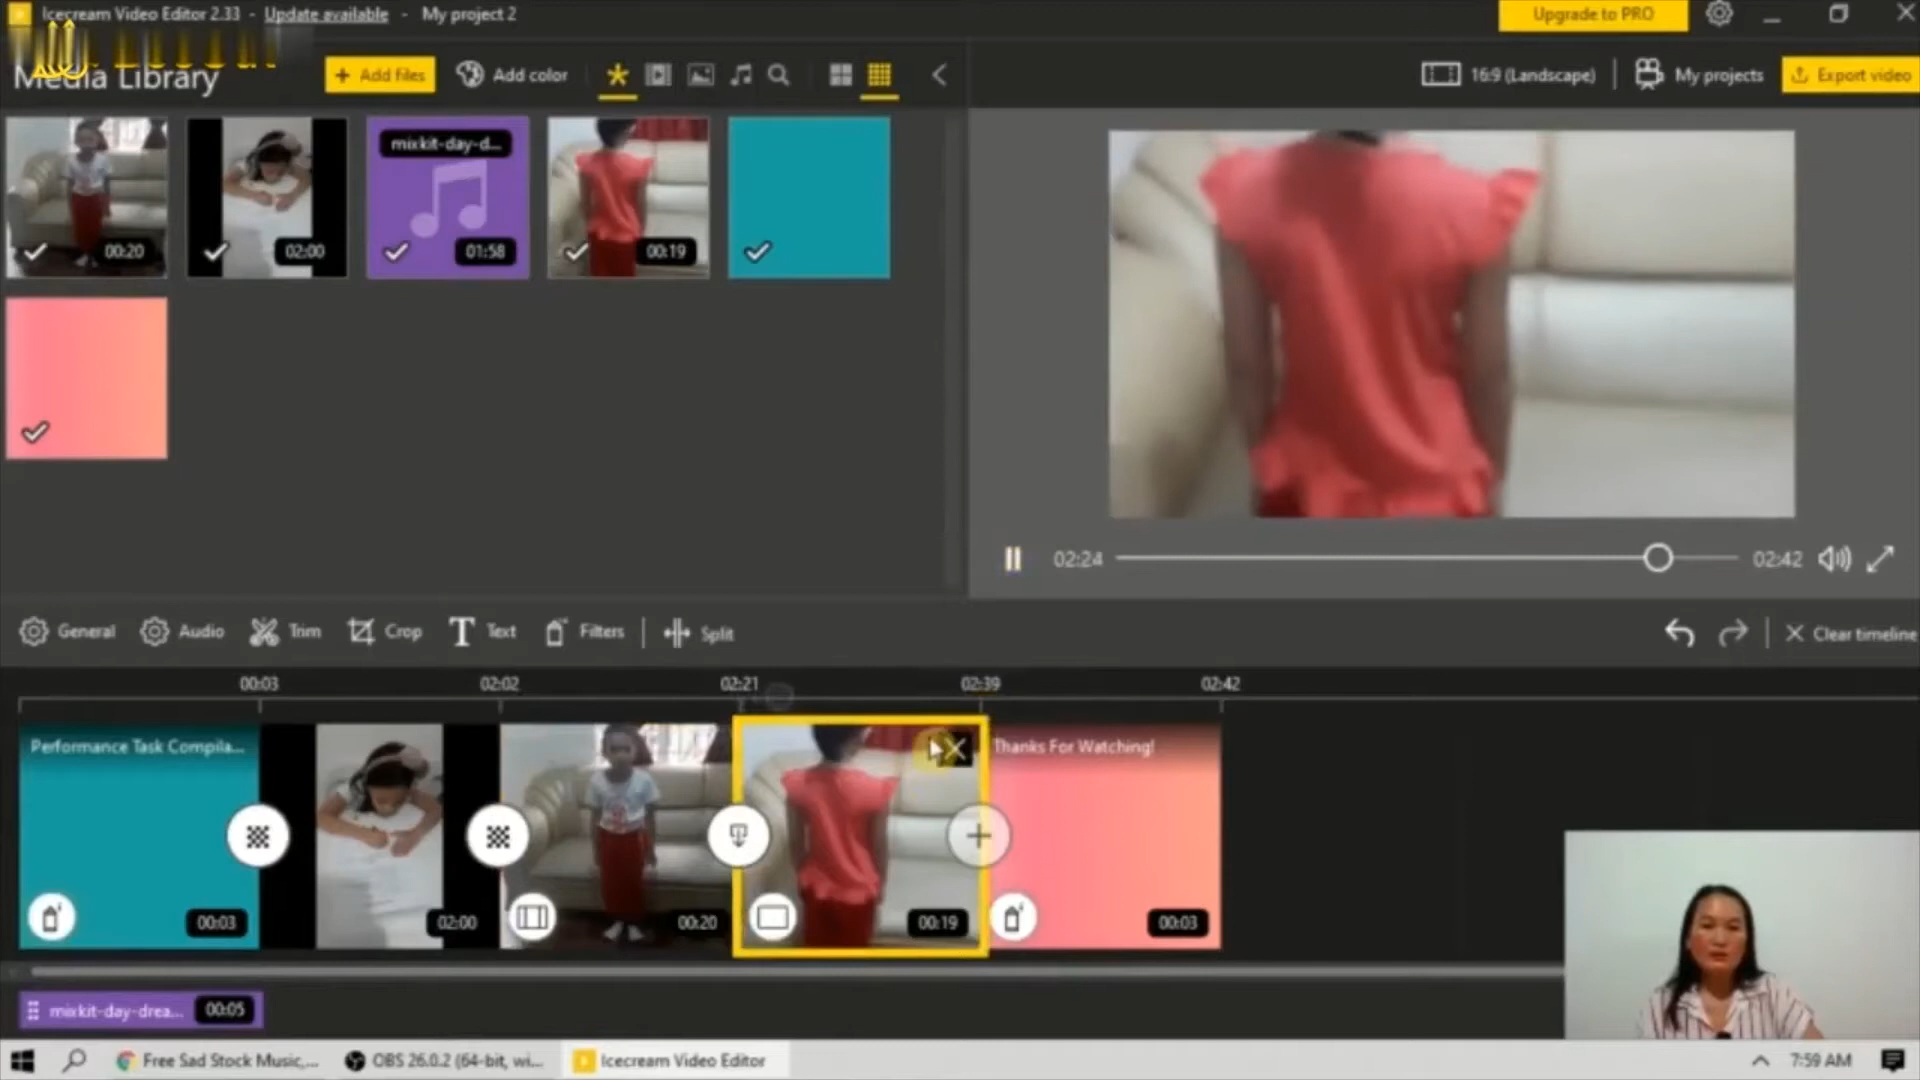 Icecream Video Editor 2.33 - Update available - My project 2
Upgrade to PRO
Media Library
+ Add files
Add color
16:9 (Landscape)
My projects
Export video
mixkit-day-d...
00:20
02:00
01:58
00:19
02:24
02:42
General
Audio
Trim
Crop
Text
Filters
Split
Clear timeline
00:03
02:02
02:21
02:39
02:42
Performance Task Compila...
Thanks For Watching!
00:03
02:00
00:20
00:19
00:03
mixkit-day-drea...
00:05
Free Sad Stock Music,...
OBS 26.0.2 (64-bit, wi...
Icecream Video Editor
7:59 AM